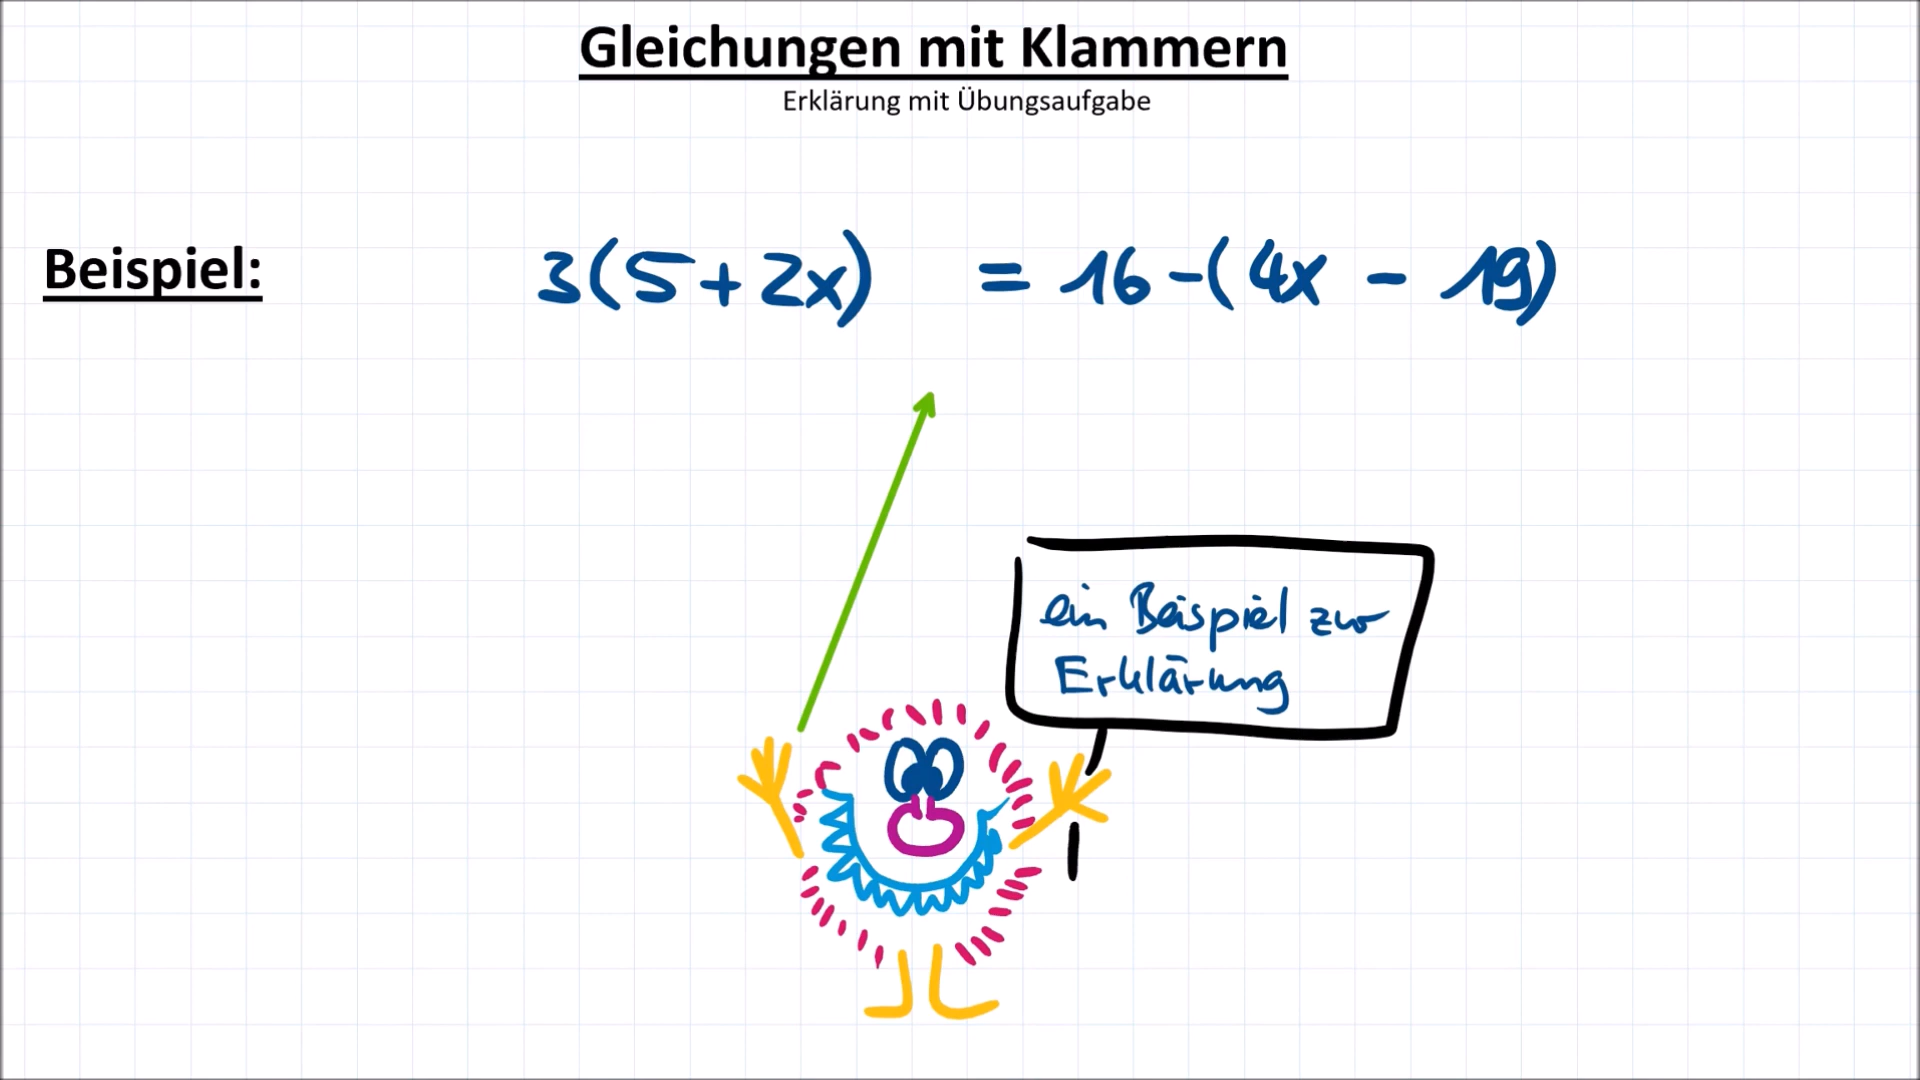 Gleichungen mit Klammern
Erklärung mit Übungsaufgabe
Beispiel: 3(5+2x) = 16-(4x - 19)
ein Beispiel zur
Erklärung